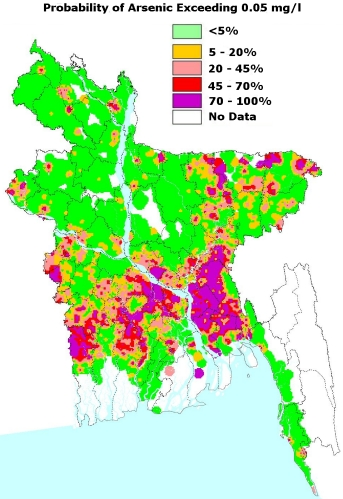 Probability of Arsenic Exceeding 0.05 mg/l
<5%
5 - 20%
20 - 45%
45 - 70%
70 - 100%
No Data